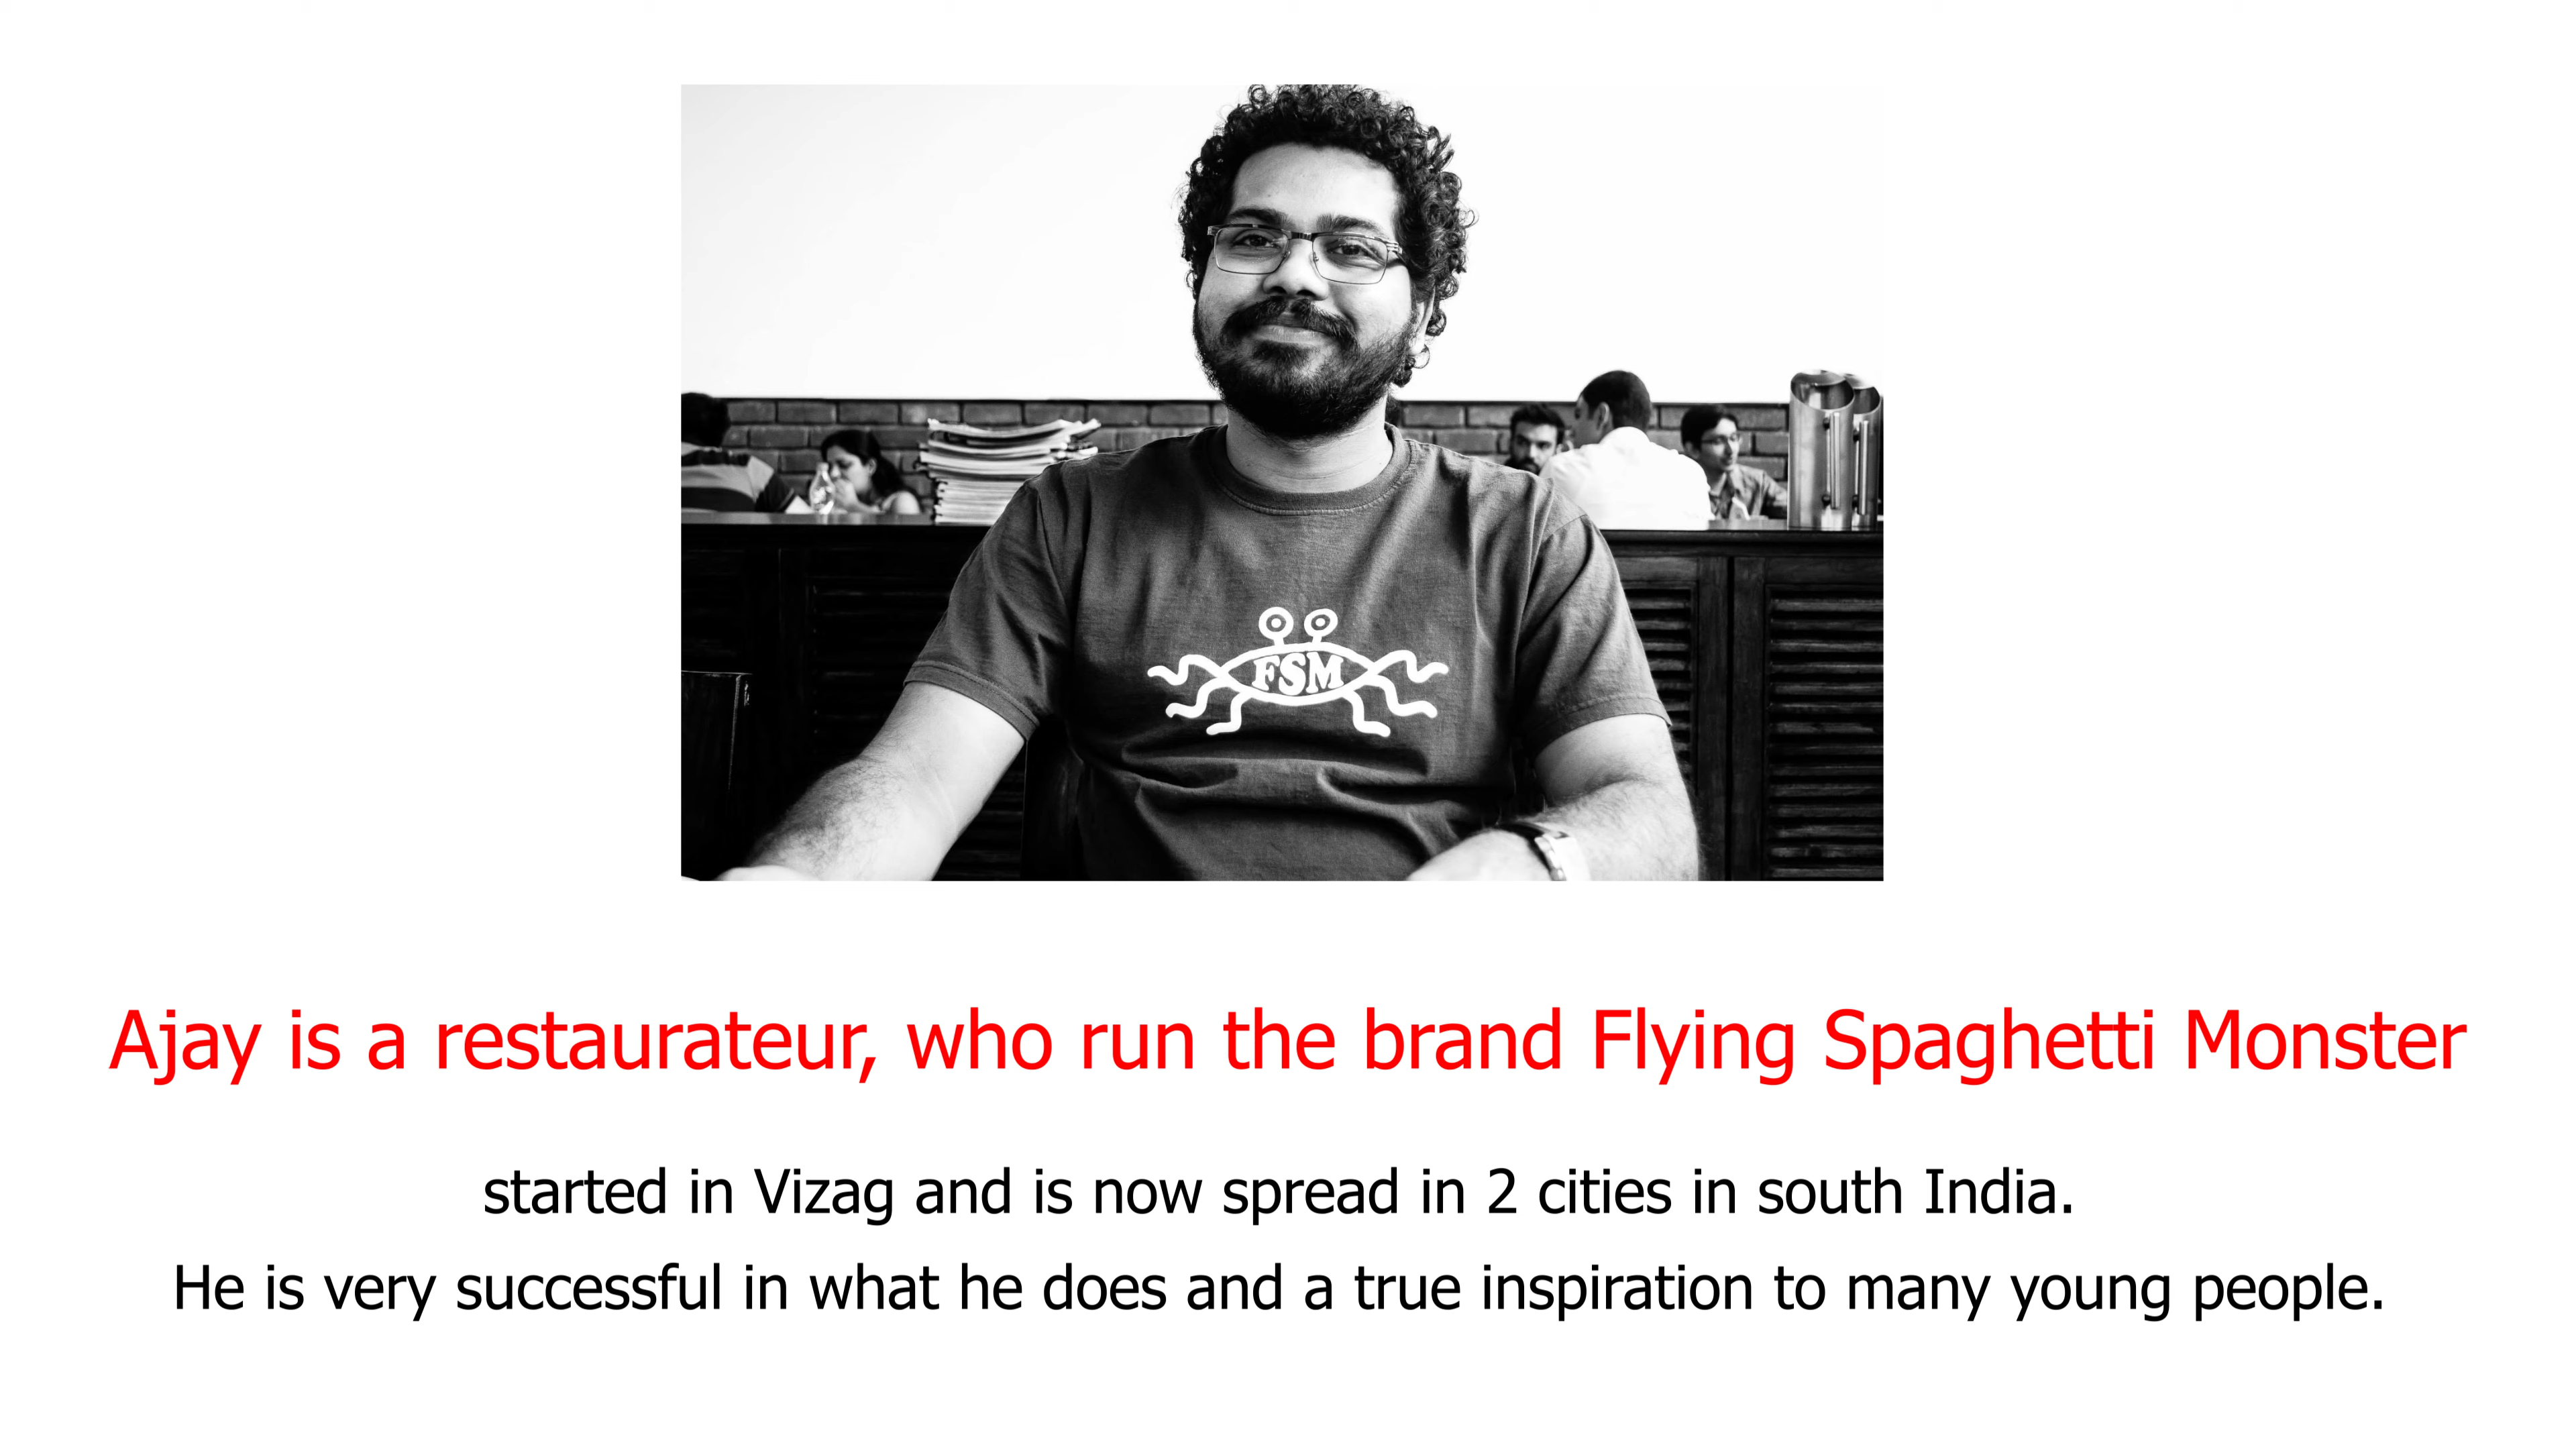 FSM
Ajay is a restaurateur, who run the brand Flying Spaghetti Monster
started in Vizag and is now spread in 2 cities in south India.
He is very successful in what he does and a true inspiration to many young people.